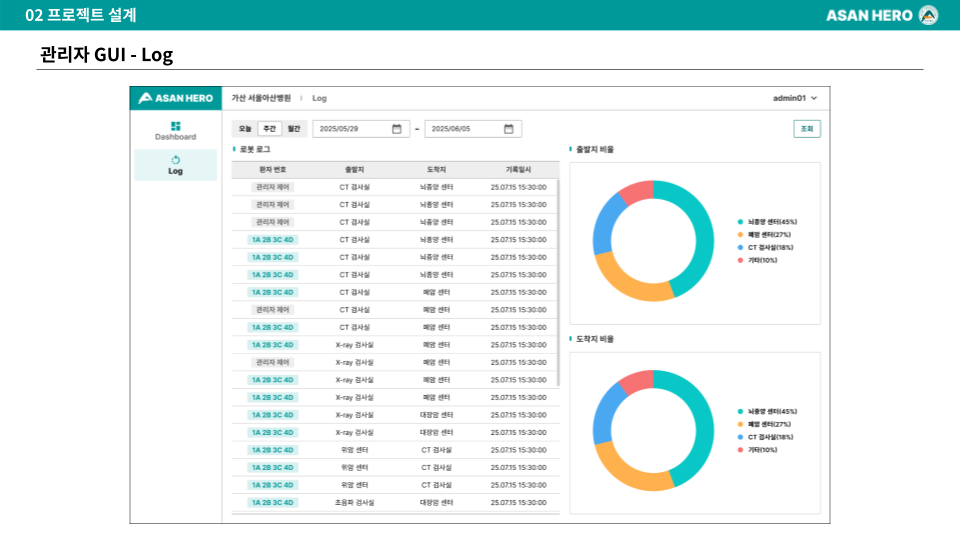 02 프로젝트 설계
ASAN HERO
관리자 GUI - Log
ASAN HERO
가산 서울아산병원 | Log
admin01
Dashboard
Log
오늘 주간 월간 2025/05/29 - 2025/06/05 조회
로봇 로그
환자 번호 출발지 도착지 기록일시
관리자 제어 CT 검사실 뇌종양 센터 25.07.15 15:30:00
관리자 제어 CT 검사실 뇌종양 센터 25.07.15 15:30:00
관리자 제어 CT 검사실 뇌종양 센터 25.07.15 15:30:00
1A 2B 3C 4D CT 검사실 뇌종양 센터 25.07.15 15:30:00
1A 2B 3C 4D CT 검사실 뇌종양 센터 25.07.15 15:30:00
1A 2B 3C 4D CT 검사실 뇌종양 센터 25.07.15 15:30:00
1A 2B 3C 4D CT 검사실 폐암 센터 25.07.15 15:30:00
관리자 제어 CT 검사실 폐암 센터 25.07.15 15:30:00
1A 2B 3C 4D CT 검사실 폐암 센터 25.07.15 15:30:00
1A 2B 3C 4D X-ray 검사실 폐암 센터 25.07.15 15:30:00
관리자 제어 X-ray 검사실 폐암 센터 25.07.15 15:30:00
1A 2B 3C 4D X-ray 검사실 폐암 센터 25.07.15 15:30:00
1A 2B 3C 4D X-ray 검사실 폐암 센터 25.07.15 15:30:00
1A 2B 3C 4D X-ray 검사실 대장암 센터 25.07.15 15:30:00
1A 2B 3C 4D X-ray 검사실 대장암 센터 25.07.15 15:30:00
1A 2B 3C 4D 위암 센터 CT 검사실 25.07.15 15:30:00
1A 2B 3C 4D 위암 센터 CT 검사실 25.07.15 15:30:00
1A 2B 3C 4D 위암 센터 CT 검사실 25.07.15 15:30:00
1A 2B 3C 4D 초음파 검사실 대장암 센터 25.07.15 15:30:00
출발지 비율
뇌종양 센터(45%)
폐암 센터(27%)
CT 검사실(18%)
기타(10%)
도착지 비율
뇌종양 센터(45%)
폐암 센터(27%)
CT 검사실(18%)
기타(10%)